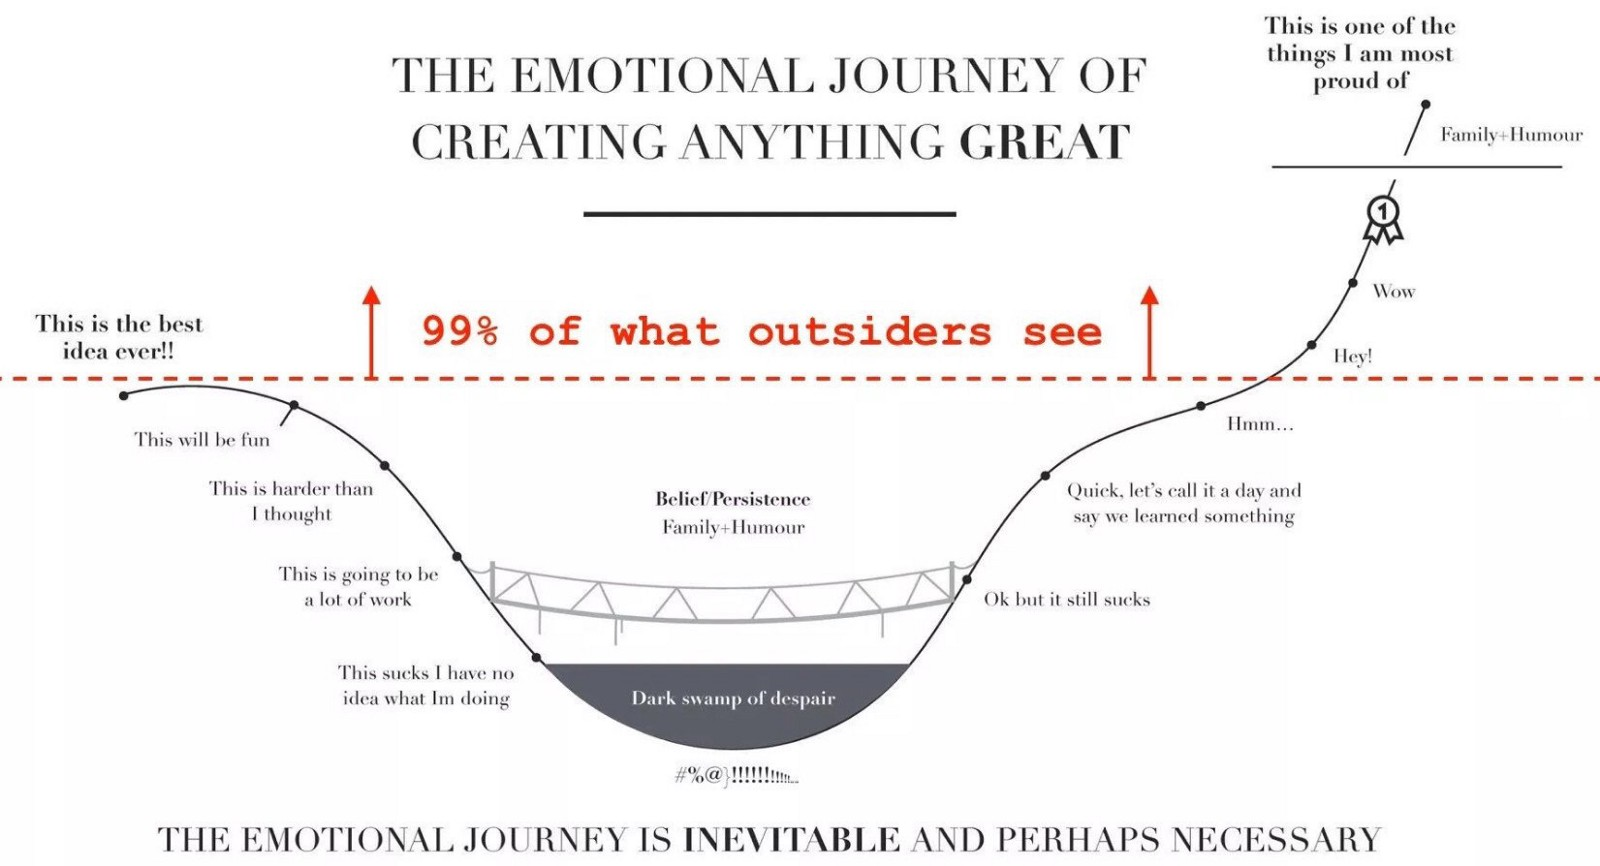 THE EMOTIONAL JOURNEY OF
CREATING ANYTHING GREAT
This is one of the
things I am most
proud of
Family+Humour
1
Wow
Hey!
99% of what outsiders see
This is the best
idea ever!!
This will be fun
Hmm...
This is harder than
I thought
Quick, let's call it a day and
say we learned something
Belief/Persistence
Family+Humour
This is going to be
a lot of work
Ok but it still sucks
This sucks I have no
idea what Im doing
Dark swamp of despair
#%@}!!!!!!!!!!!!...
THE EMOTIONAL JOURNEY IS INEVITABLE AND PERHAPS NECESSARY